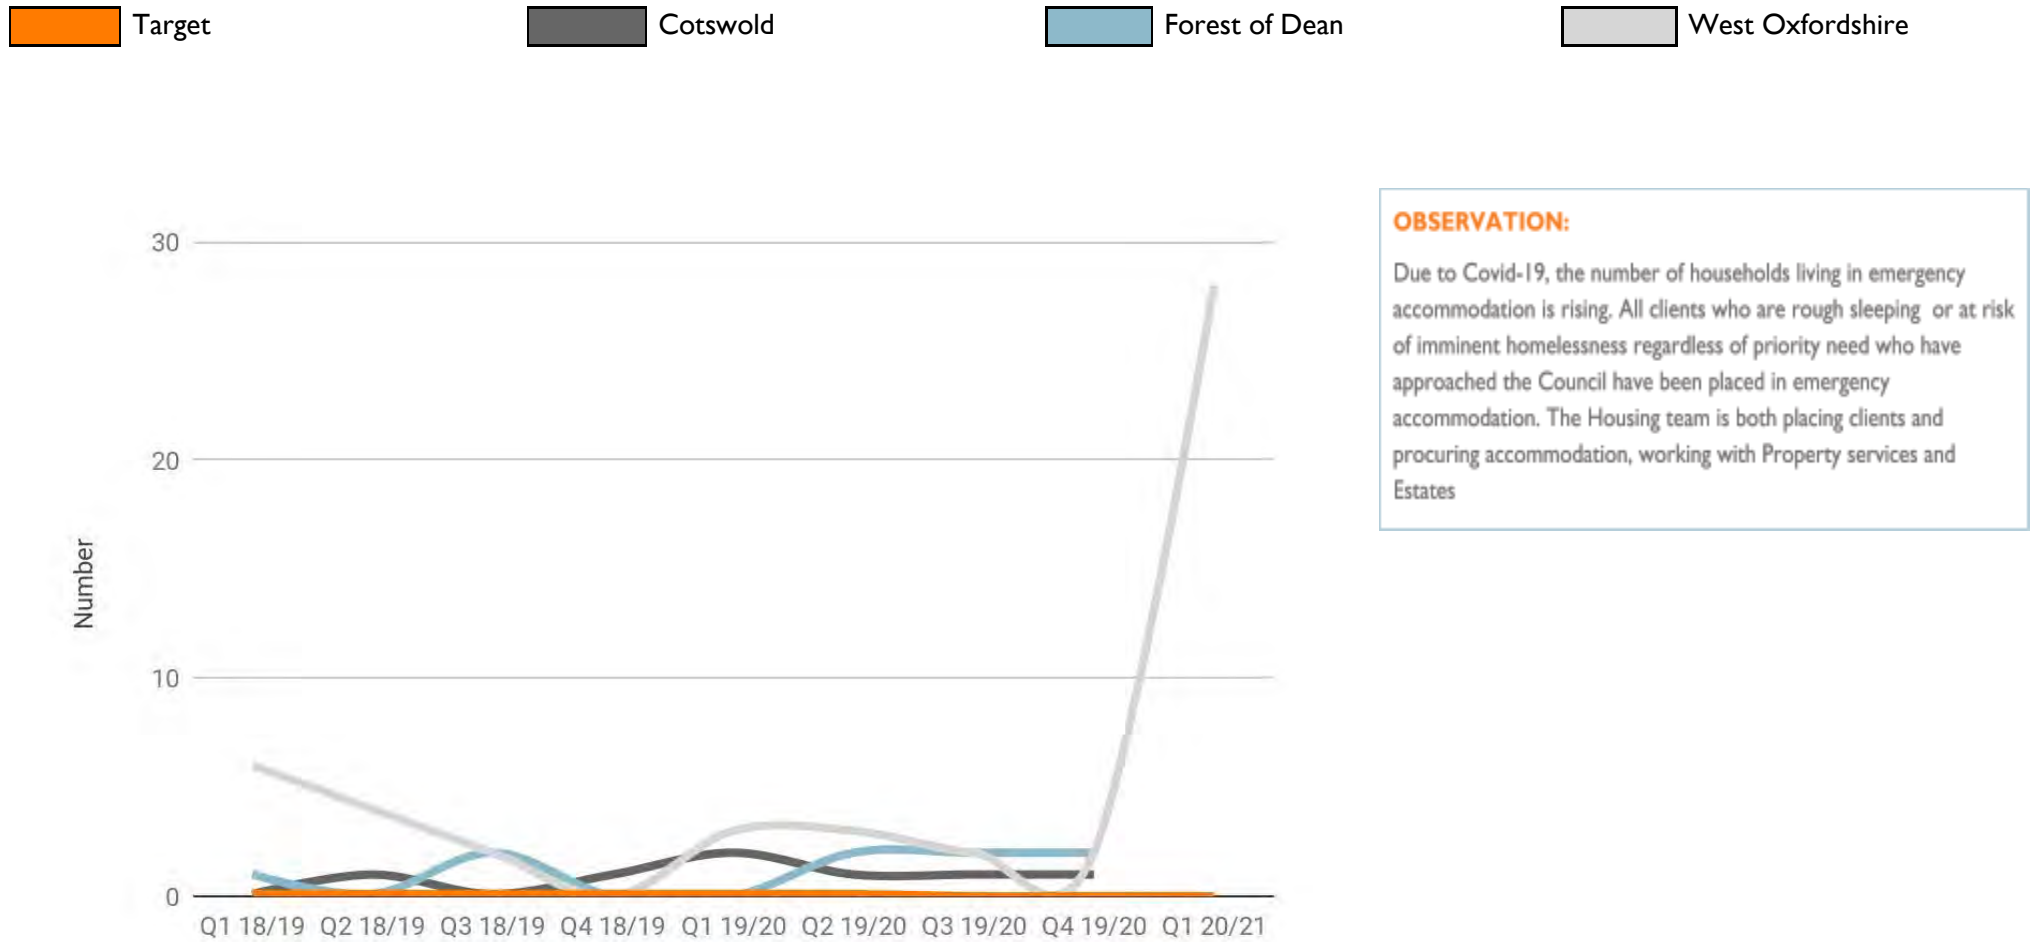 Target
Cotswold
Forest of Dean
West Oxfordshire
OBSERVATION:
Due to Covid-19, the number of households living in emergency
accommodation is rising. All clients who are rough sleeping or at risk
of imminent homelessness regardless of priority need who have
approached the Council have been placed in emergency
accommodation. The Housing team is both placing clients and
procuring accommodation, working with Property services and
Estates
Number
30
20
10
0
Q1 18/19
Q2 18/19
Q3 18/19
Q4 18/19
Q1 19/20
Q2 19/20
Q3 19/20
Q4 19/20
Q1 20/21